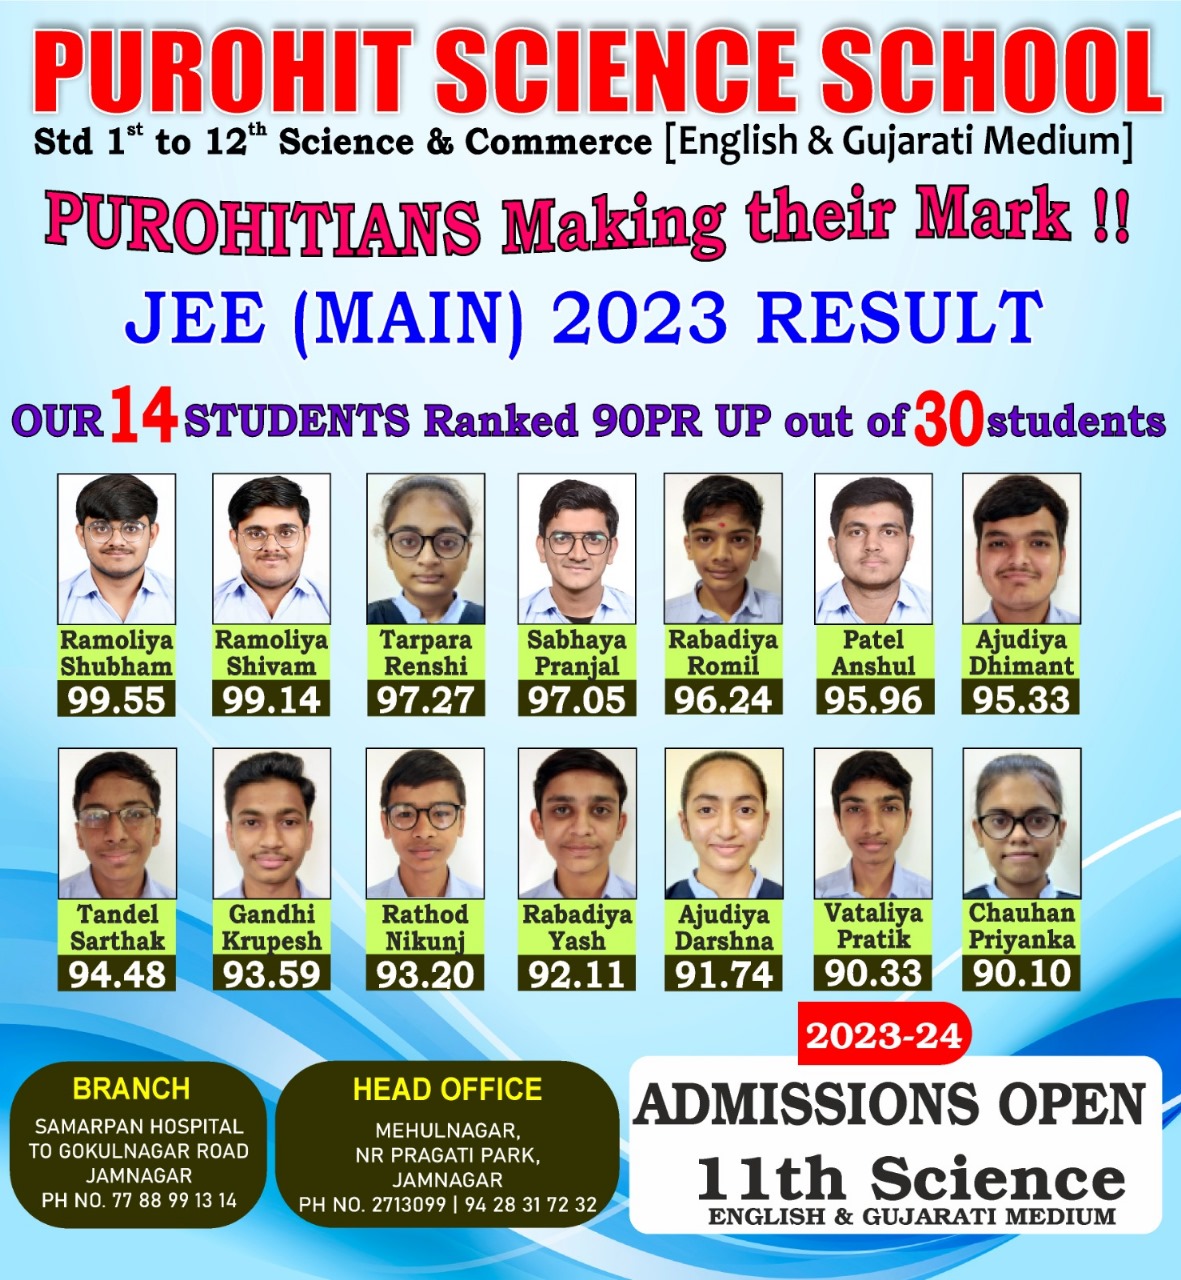 PUROHIT SCIENCE SCHOOL
Std 1st to 12th Science & Commerce [English & Gujarati Medium]
PUROHITIANS Making their Mark !!
JEE (MAIN) 2023 RESULT
OUR 14 STUDENTS Ranked 90PR UP out of 30 students
Ramoliya
Shubham
99.55
Ramoliya
Shivam
99.14
Tarpara
Renshi
97.27
Sabhaya
Pranjal
97.05
Rabadiya
Romil
96.24
Patel
Anshul
95.96
Ajudiya
Dhimant
95.33
Tandel
Sarthak
94.48
Gandhi
Krupesh
93.59
Rathod
Nikunj
93.20
Rabadiya
Yash
92.11
Ajudiya
Darshna
91.74
Vataliya
Pratik
90.33
Chauhan
Priyanka
90.10
BRANCH
SAMARPAN HOSPITAL
TO GOKULNAGAR ROAD
JAMNAGAR
PH NO. 77 88 99 13 14
HEAD OFFICE
MEHULNAGAR,
NR PRAGATI PARK,
JAMNAGAR
PH NO. 2713099 | 94 28 31 72 32
2023-24
ADMISSIONS OPEN
11th Science
ENGLISH & GUJARATI MEDIUM